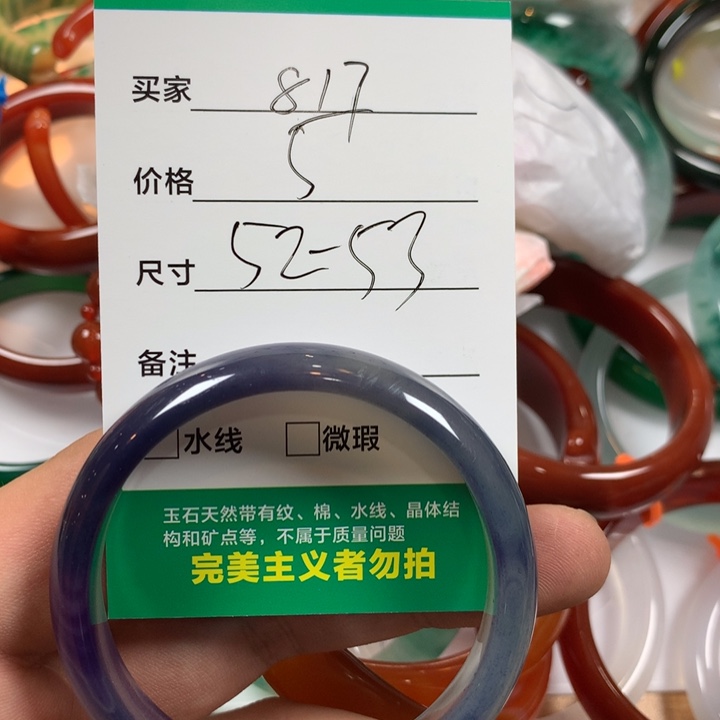 买家 817
价格 5
尺寸 52-53
备注
水线 微瑕
玉石天然带有纹、棉、水线、晶体结
构和矿点等，不属于质量问题
完美主义者勿拍